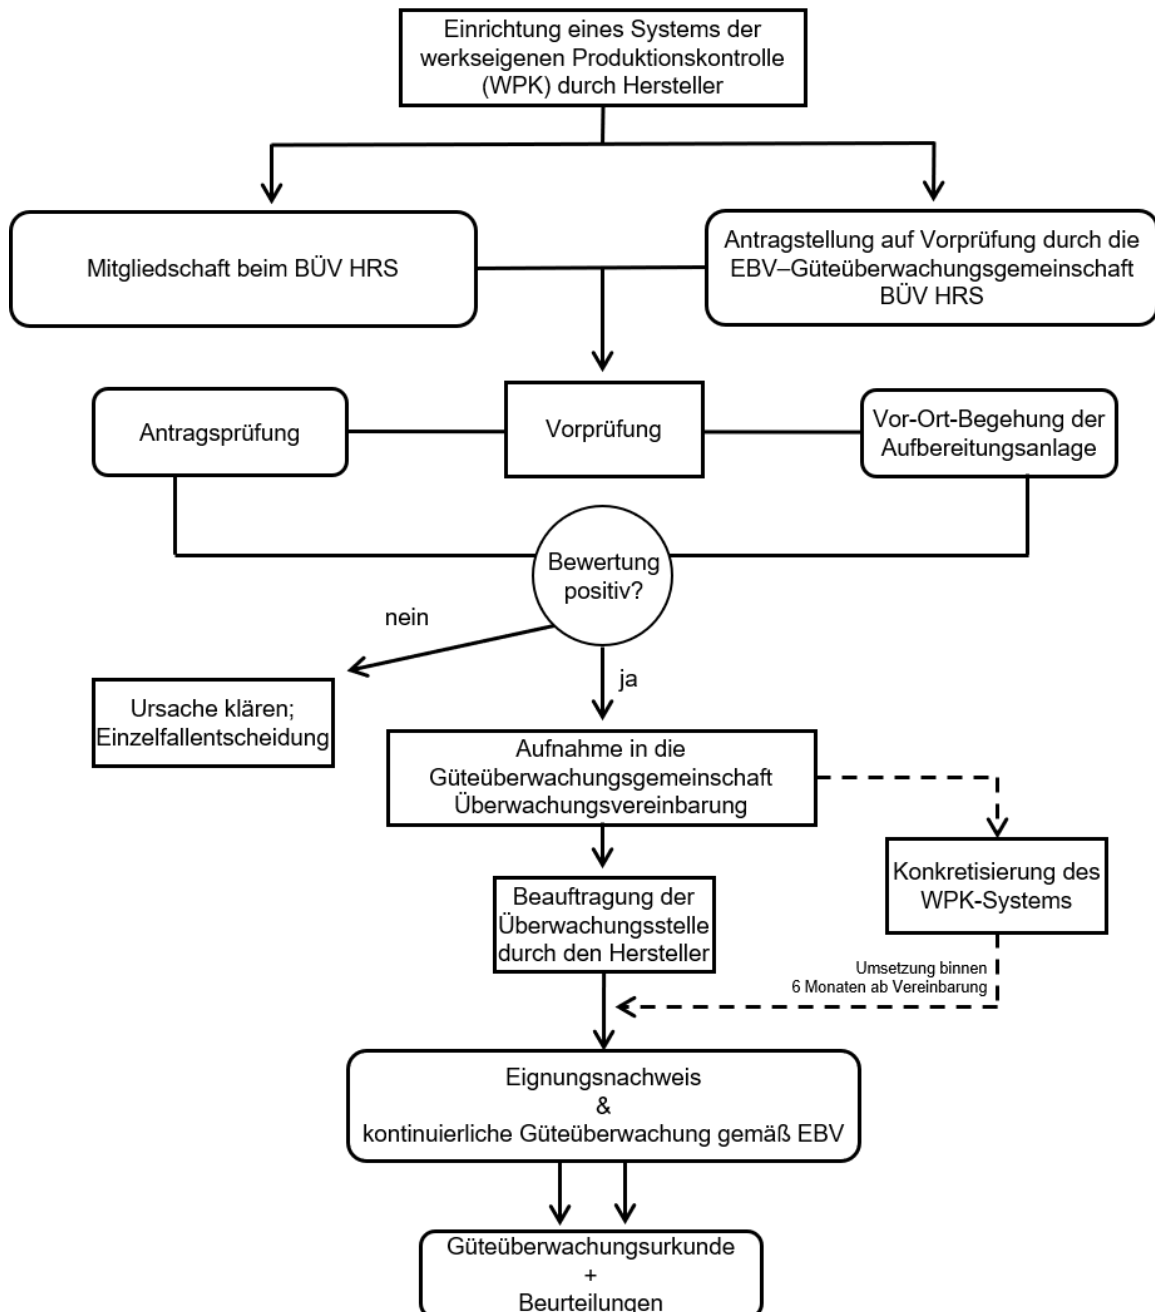 Einrichtung eines Systems der
werkseigenen Produktionskontrolle
(WPK) durch Hersteller
Mitgliedschaft beim BÜV HRS
Antragstellung auf Vorprüfung durch die
EBV–Güteüberwachungsgemeinschaft
BÜV HRS
Antragsprüfung
Vorprüfung
Vor-Ort-Begehung der
Aufbereitungsanlage
Bewertung
positiv?
nein
ja
Ursache klären;
Einzelfallentscheidung
Aufnahme in die
Güteüberwachungsgemeinschaft
Überwachungsvereinbarung
Konkretisierung des
WPK-Systems
Beauftragung der
Überwachungsstelle
durch den Hersteller
Umsetzung binnen
6 Monaten ab Vereinbarung
Eignungsnachweis
&
kontinuierliche Güteüberwachung gemäß EBV
Güteüberwachungsurkunde
+
Beurteilungen